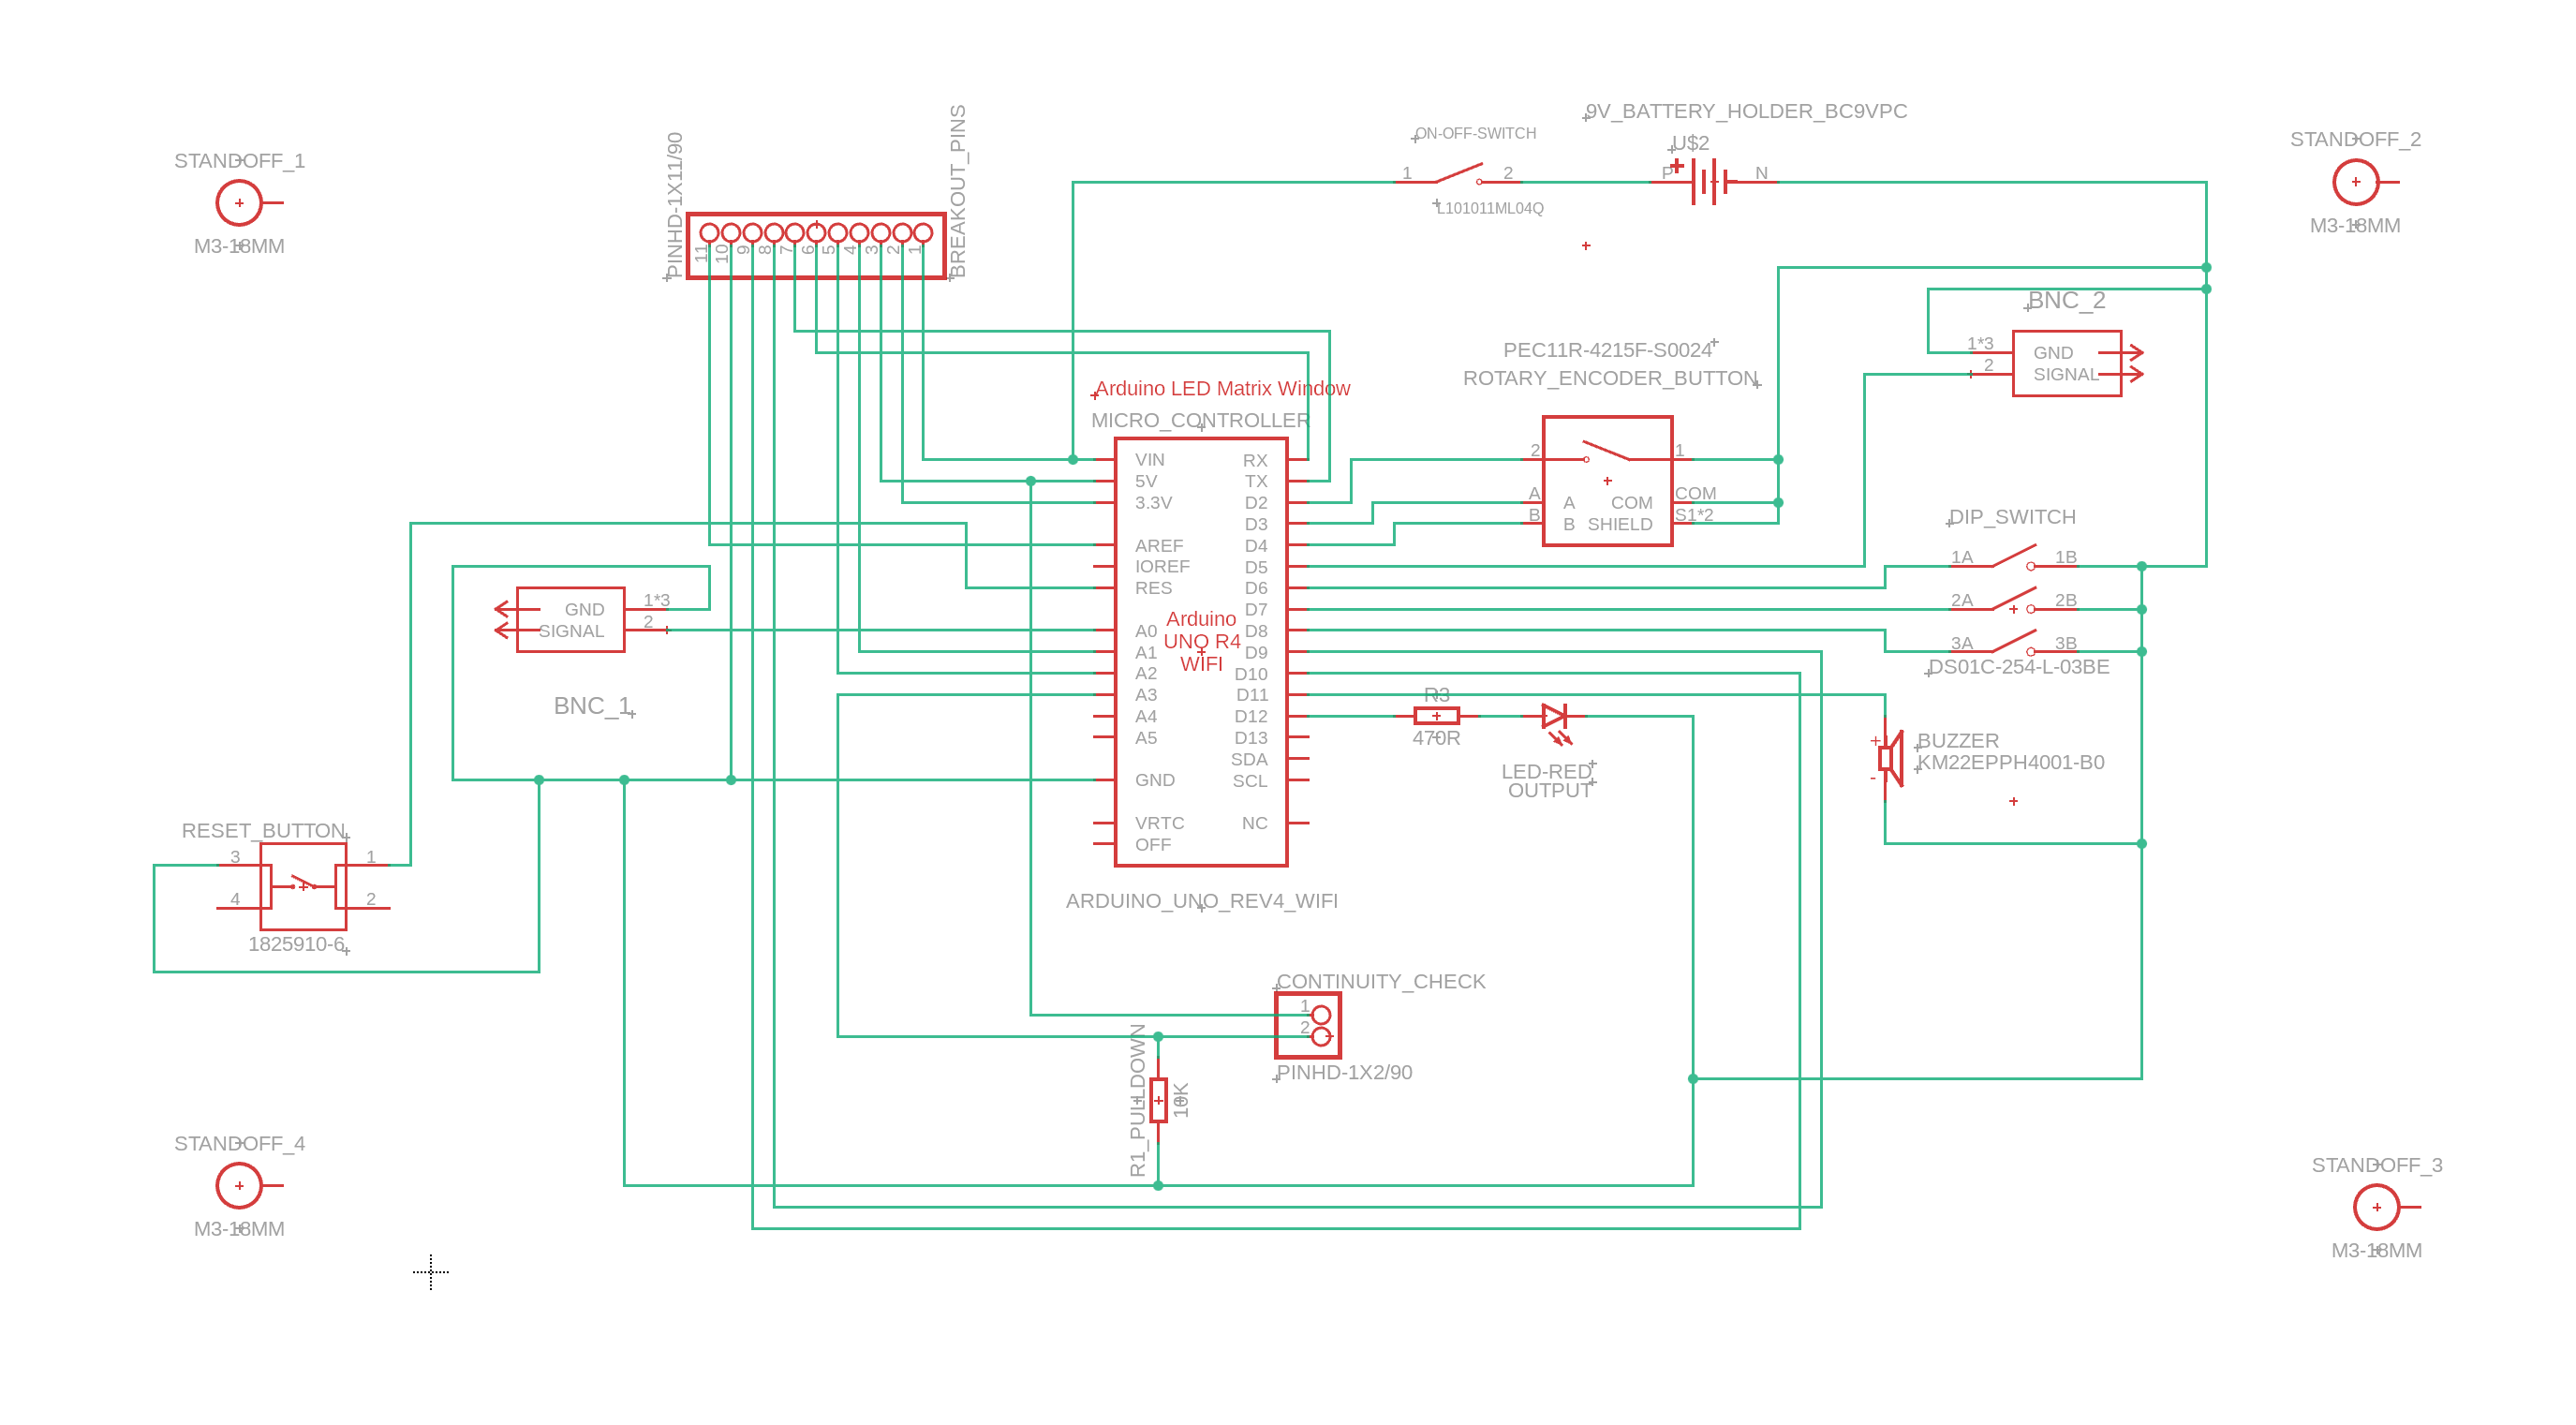 STANDOFF_1
M3-18MM
PINHD-1X11/90
11
10
9
8
7
6
5
4
3
2
1
BREAKOUT_PINS
ON-OFF-SWITCH
1
2
L101011ML04Q
9V_BATTERY_HOLDER_BC9VPC
U$2
P
N
STANDOFF_2
M3-18MM
BNC_2
1*3
2
GND
SIGNAL
PEC11R-4215F-S0024
ROTARY_ENCODER_BUTTON
2
1
A
A
COM
COM
B
B
SHIELD
S1*2
Arduino LED Matrix Window
MICRO_CONTROLLER
VIN
RX
5V
TX
3.3V
D2
D3
AREF
D4
IOREF
D5
RES
D6
D7
Arduino
UNO R4
WIFI
A0
D8
A1
D9
A2
D10
A3
D11
A4
D12
A5
D13
SDA
GND
SCL
VRTC
NC
OFF
ARDUINO_UNO_REV4_WIFI
DIP_SWITCH
1A
1B
2A
2B
3A
3B
DS01C-254-L-03BE
GND
SIGNAL
1*3
2
BNC_1
R3
470R
LED-RED
OUTPUT
+
-
BUZZER
KM22EPPH4001-B0
RESET_BUTTON
3
1
4
2
1825910-6
CONTINUITY_CHECK
1
2
PINHD-1X2/90
R1_PULLDOWN
10K
STANDOFF_4
M3-18MM
STANDOFF_3
M3-18MM